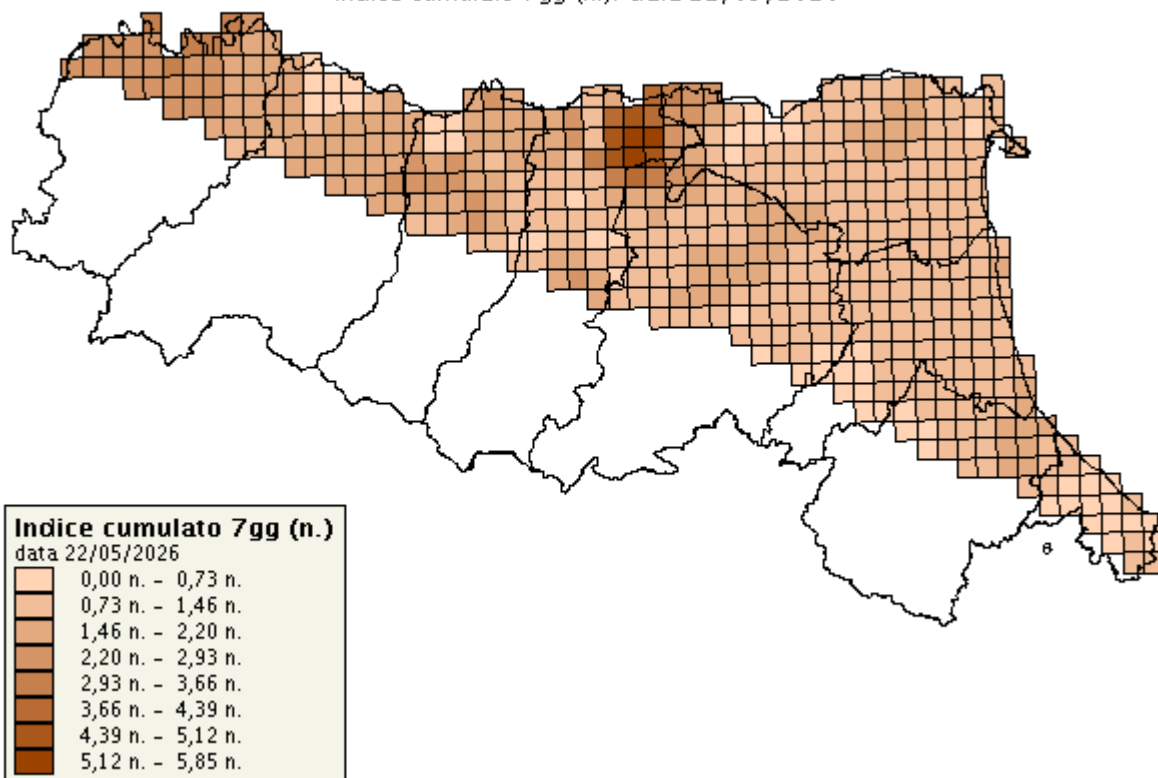 Indice cumulato 7gg (n.)
data 22/05/2026
0,00 n. - 0,73 n.
0,73 n. - 1,46 n.
1,46 n. - 2,20 n.
2,20 n. - 2,93 n.
2,93 n. - 3,66 n.
3,66 n. - 4,39 n.
4,39 n. - 5,12 n.
5,12 n. - 5,85 n.